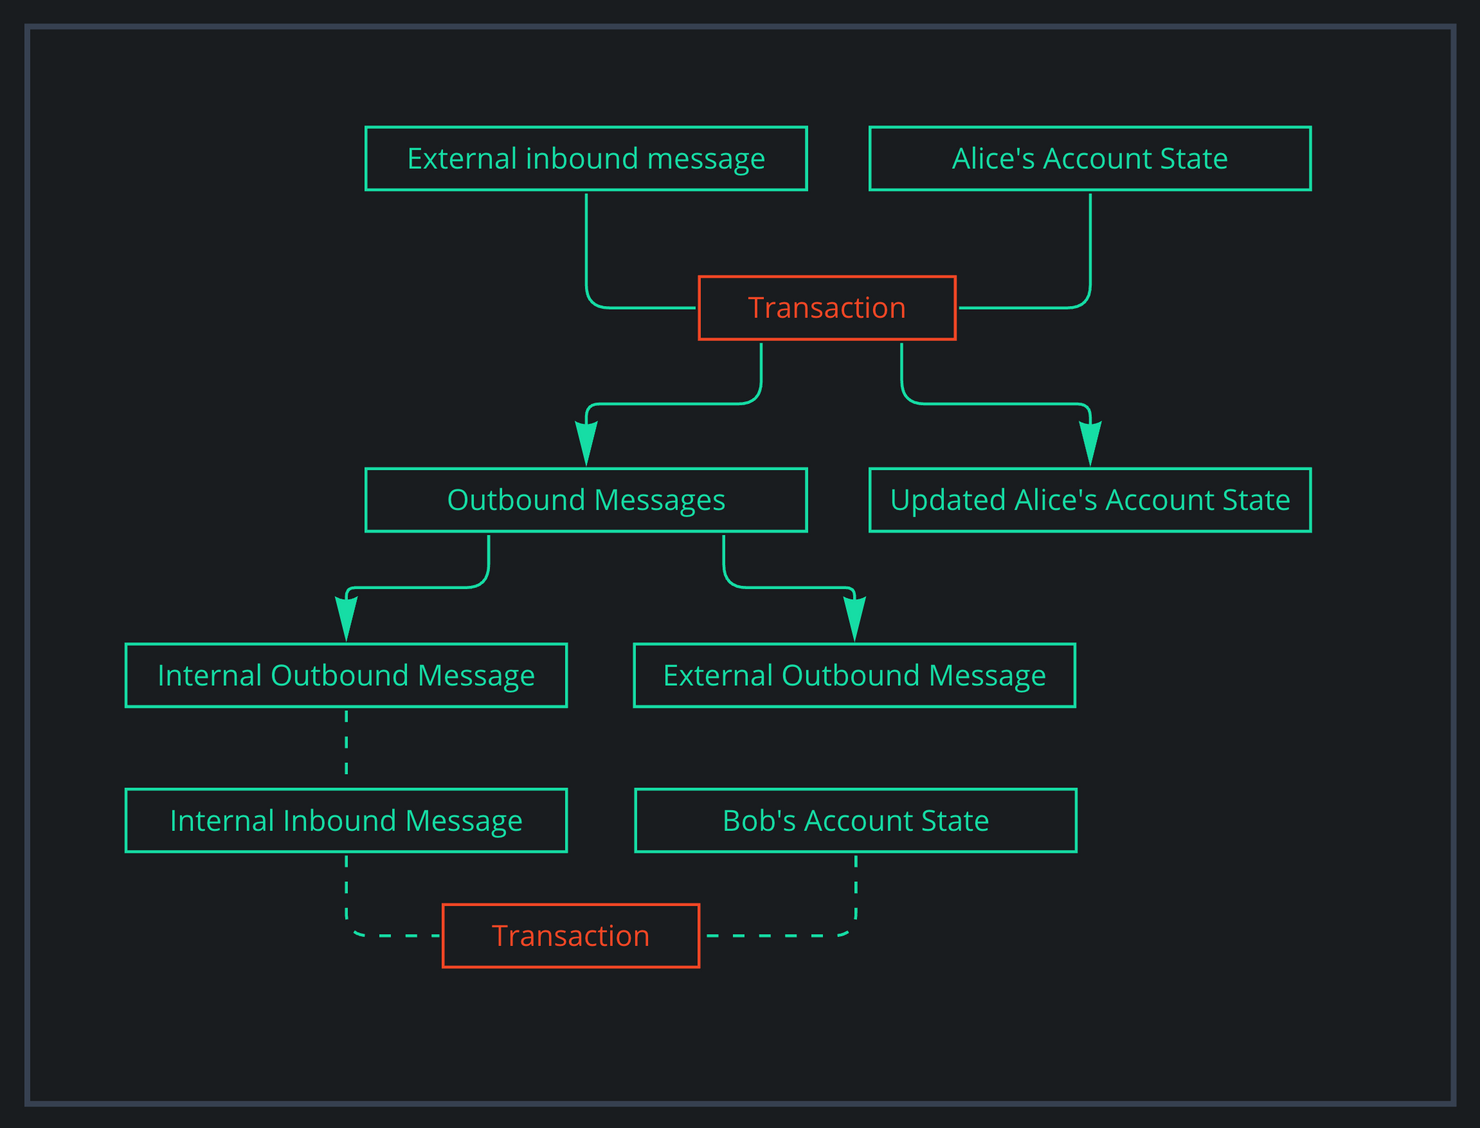 External inbound message
Alice's Account State
Transaction
Outbound Messages
Updated Alice's Account State
Internal Outbound Message
External Outbound Message
Internal Inbound Message
Bob's Account State
Transaction